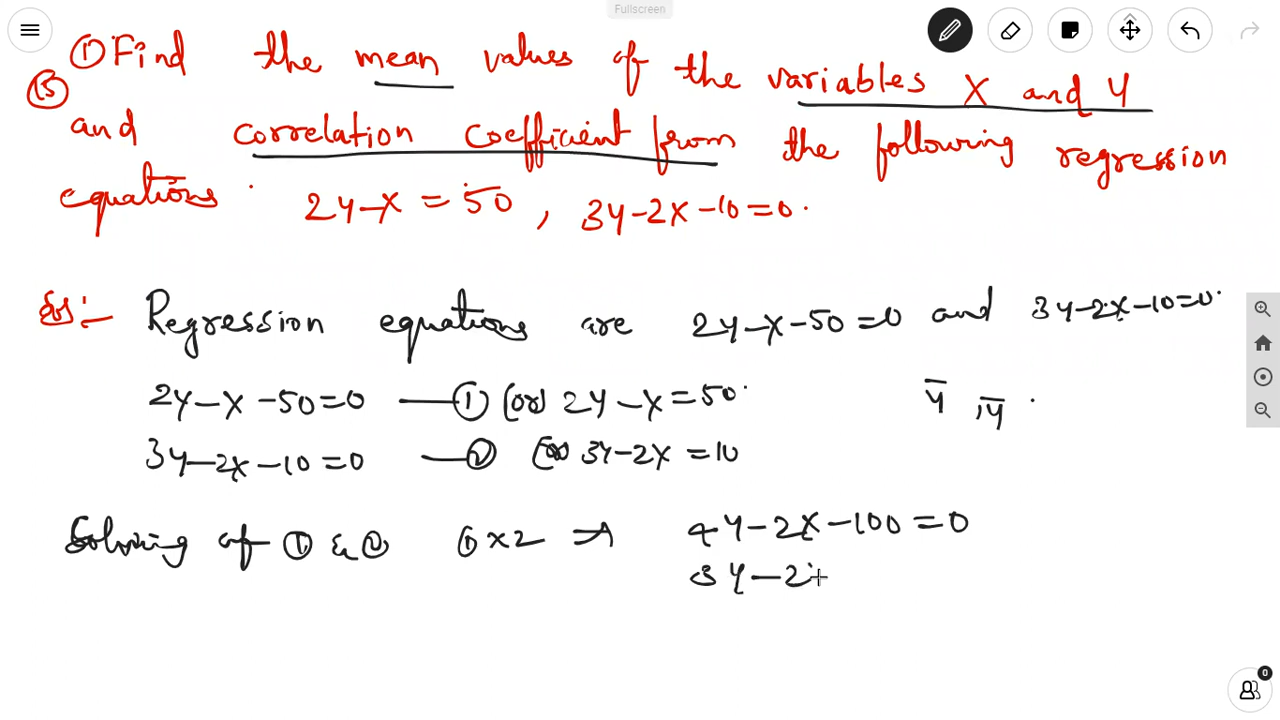 Fullscreen
① Find the mean values of the variables X and Y
15
and correlation coefficient from the following regression
equations 2Y-X = 50, 3Y-2X-10=0.
Sol:- Regression equations are 2Y-X-50=0 and 3Y-2X-10=0.
2Y-X-50=0 —① (or) 2Y-X=50.
3Y-2X-10=0 —② (or) 3Y-2X=10
Solving of ① & ② ①×2 ⇒ 4Y-2X-100=0
3Y-2
0